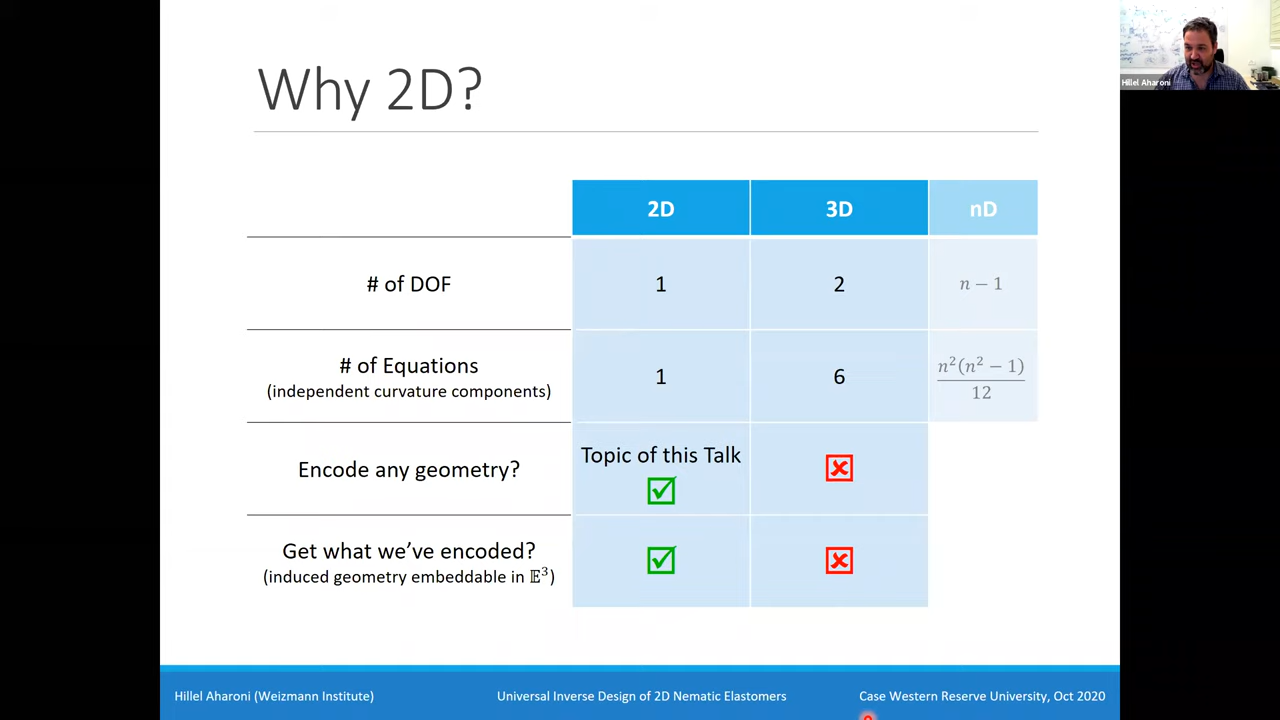 Why 2D?
Hillel Aharoni
2D 3D nD
# of DOF 1 2 n − 1
# of Equations
(independent curvature components) 1 6 n²(n² − 1)
12
Encode any geometry? Topic of this Talk
Get what we’ve encoded?
(induced geometry embeddable in 𝔼³)
Hillel Aharoni (Weizmann Institute) Universal Inverse Design of 2D Nematic Elastomers Case Western Reserve University, Oct 2020